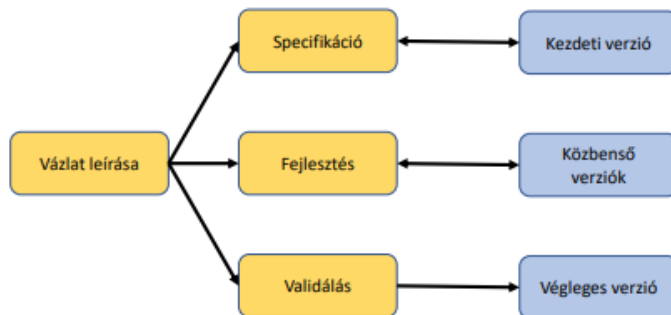 Specifikáció
Kezdeti verzió
Vázlat leírása
Fejlesztés
Közbenső
verziók
Validálás
Végleges verzió